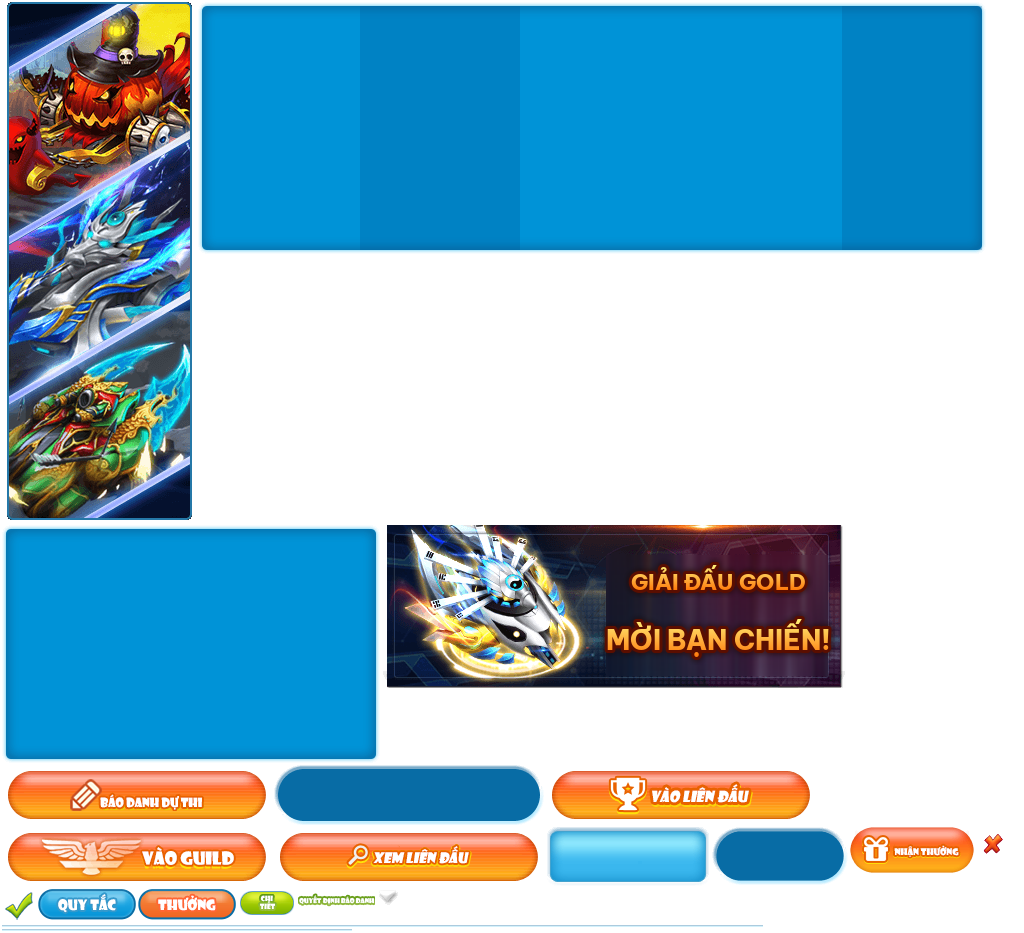 GIẢI ĐẤU GOLD
MỜI BẠN CHIẾN!
BÁO DANH DỰ THI
VÀO LIÊN ĐẤU
VÀO GUILD
XEM LIÊN ĐẤU
NHẬN THƯỞNG
QUY TẮC
THƯỞNG
CHI
TIẾT
QUYẾT ĐỊNH BÁO DANH